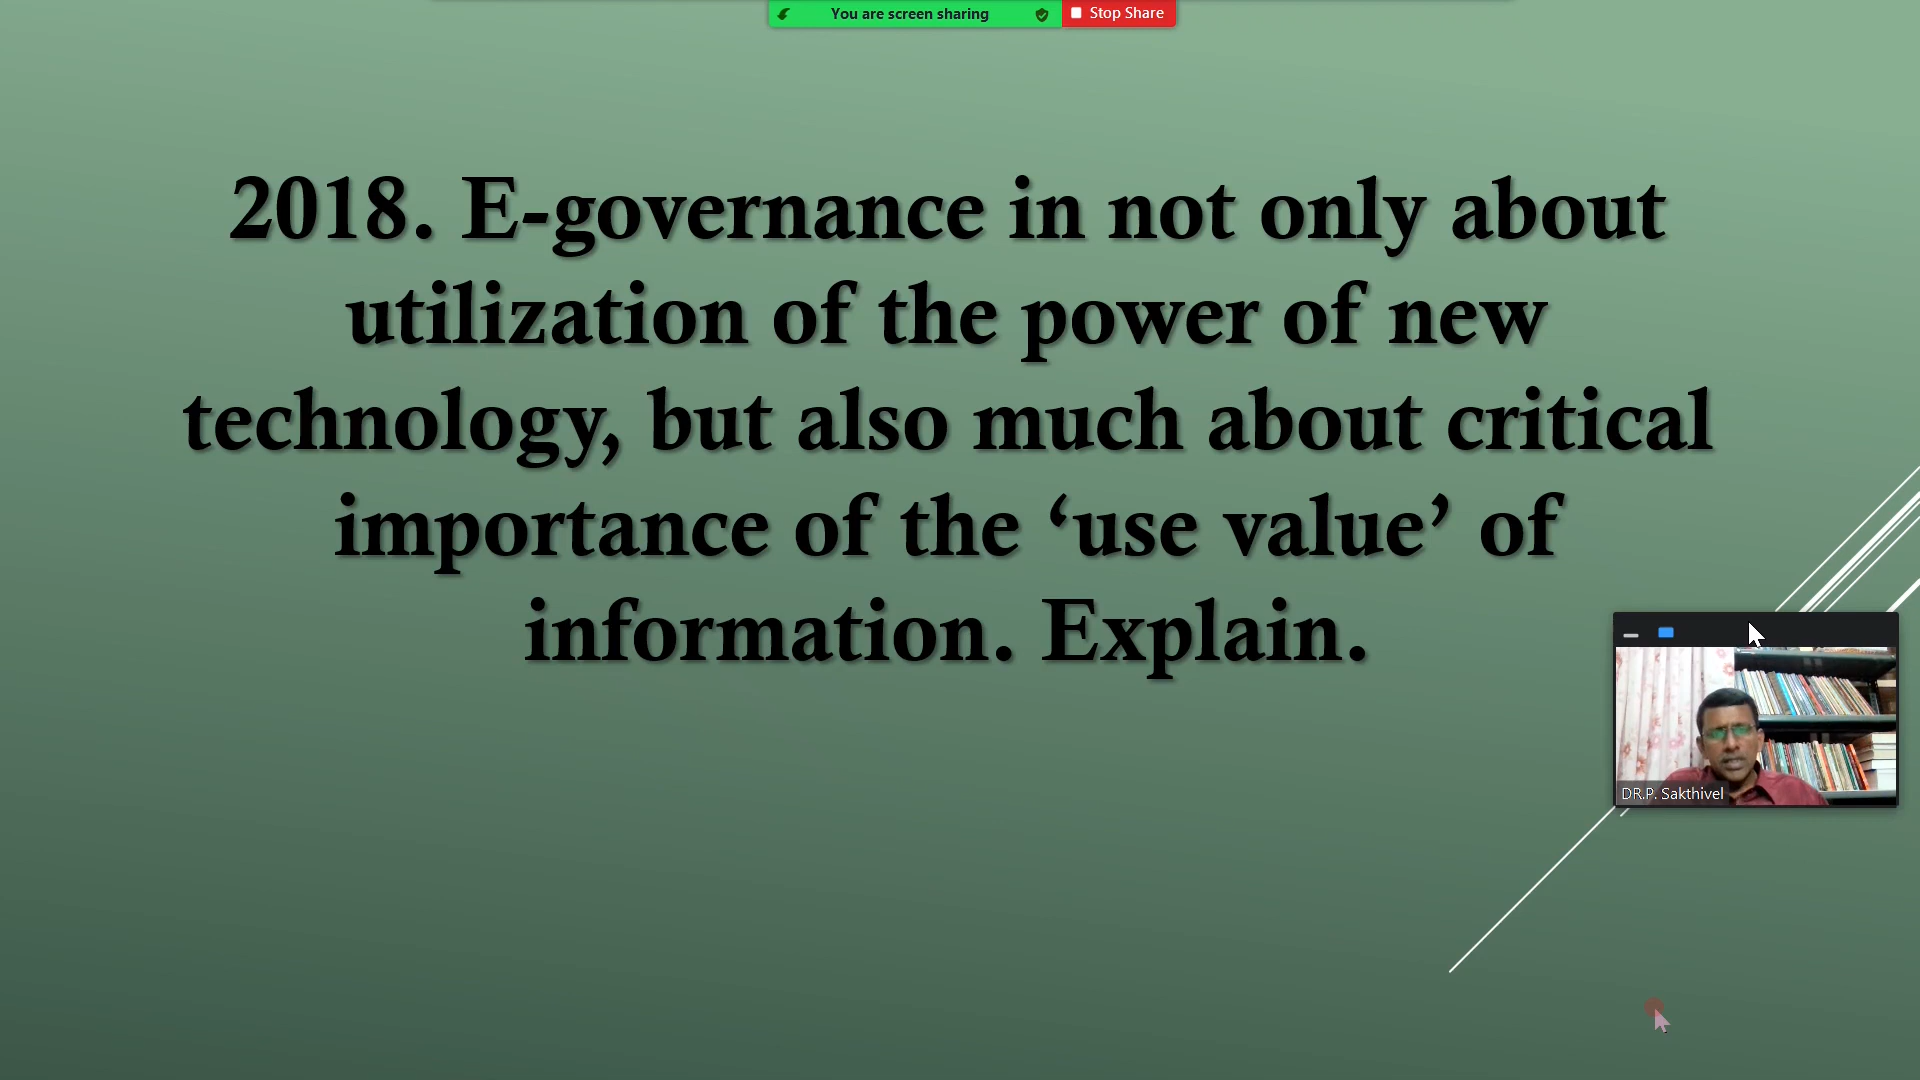 You are screen sharing
Stop Share
2018. E-governance in not only about
utilization of the power of new
technology, but also much about critical
importance of the ‘use value’ of
information. Explain.
DR.P. Sakthivel